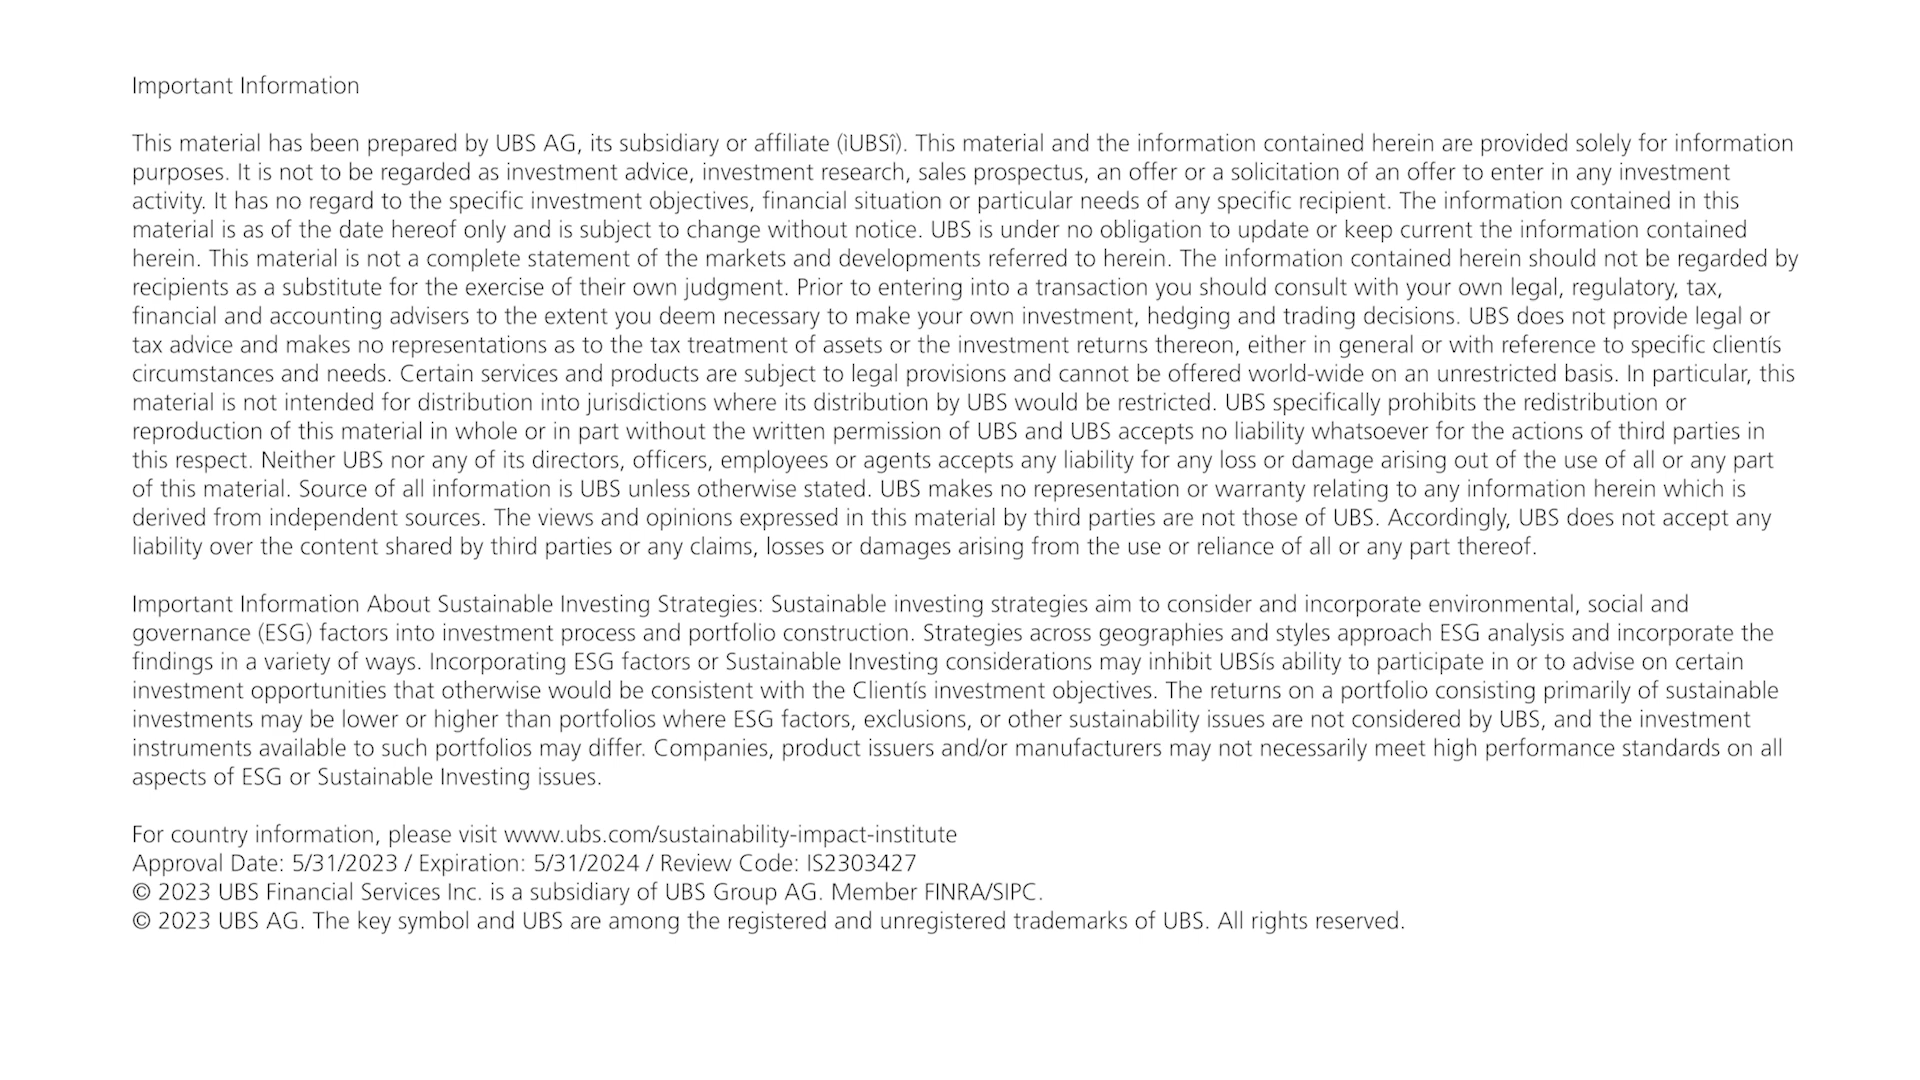 Important Information
This material has been prepared by UBS AG, its subsidiary or affiliate (ìUBSî). This material and the information contained herein are provided solely for information
purposes. It is not to be regarded as investment advice, investment research, sales prospectus, an offer or a solicitation of an offer to enter in any investment
activity. It has no regard to the specific investment objectives, financial situation or particular needs of any specific recipient. The information contained in this
material is as of the date hereof only and is subject to change without notice. UBS is under no obligation to update or keep current the information contained
herein. This material is not a complete statement of the markets and developments referred to herein. The information contained herein should not be regarded by
recipients as a substitute for the exercise of their own judgment. Prior to entering into a transaction you should consult with your own legal, regulatory, tax,
financial and accounting advisers to the extent you deem necessary to make your own investment, hedging and trading decisions. UBS does not provide legal or
tax advice and makes no representations as to the tax treatment of assets or the investment returns thereon, either in general or with reference to specific clientís
circumstances and needs. Certain services and products are subject to legal provisions and cannot be offered world-wide on an unrestricted basis. In particular, this
material is not intended for distribution into jurisdictions where its distribution by UBS would be restricted. UBS specifically prohibits the redistribution or
reproduction of this material in whole or in part without the written permission of UBS and UBS accepts no liability whatsoever for the actions of third parties in
this respect. Neither UBS nor any of its directors, officers, employees or agents accepts any liability for any loss or damage arising out of the use of all or any part
of this material. Source of all information is UBS unless otherwise stated. UBS makes no representation or warranty relating to any information herein which is
derived from independent sources. The views and opinions expressed in this material by third parties are not those of UBS. Accordingly, UBS does not accept any
liability over the content shared by third parties or any claims, losses or damages arising from the use or reliance of all or any part thereof.
Important Information About Sustainable Investing Strategies: Sustainable investing strategies aim to consider and incorporate environmental, social and
governance (ESG) factors into investment process and portfolio construction. Strategies across geographies and styles approach ESG analysis and incorporate the
findings in a variety of ways. Incorporating ESG factors or Sustainable Investing considerations may inhibit UBSís ability to participate in or to advise on certain
investment opportunities that otherwise would be consistent with the Clientís investment objectives. The returns on a portfolio consisting primarily of sustainable
investments may be lower or higher than portfolios where ESG factors, exclusions, or other sustainability issues are not considered by UBS, and the investment
instruments available to such portfolios may differ. Companies, product issuers and/or manufacturers may not necessarily meet high performance standards on all
aspects of ESG or Sustainable Investing issues.
For country information, please visit www.ubs.com/sustainability-impact-institute
Approval Date: 5/31/2023 / Expiration: 5/31/2024 / Review Code: IS2303427
© 2023 UBS Financial Services Inc. is a subsidiary of UBS Group AG. Member FINRA/SIPC.
© 2023 UBS AG. The key symbol and UBS are among the registered and unregistered trademarks of UBS. All rights reserved.